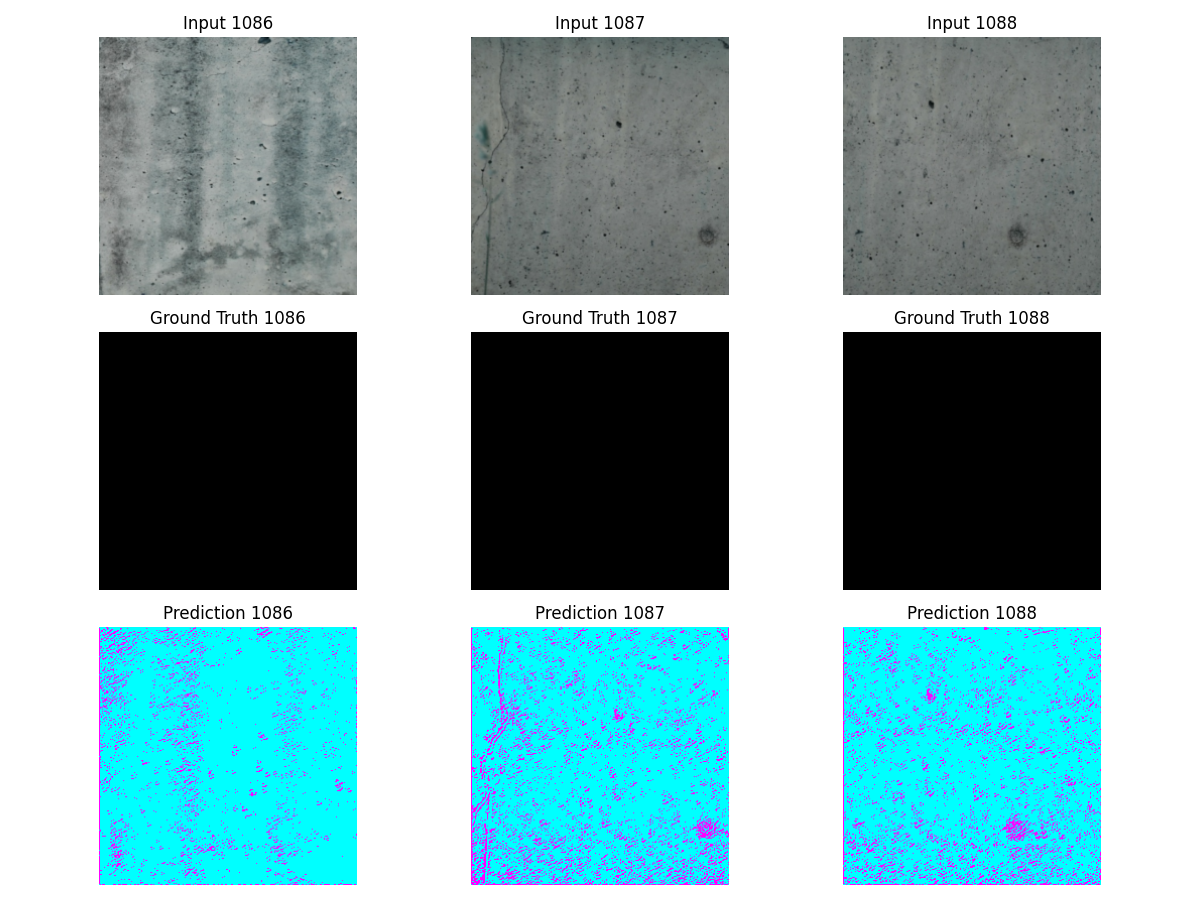 Input 1086
Input 1087
Input 1088
Ground Truth 1086
Ground Truth 1087
Ground Truth 1088
Prediction 1086
Prediction 1087
Prediction 1088